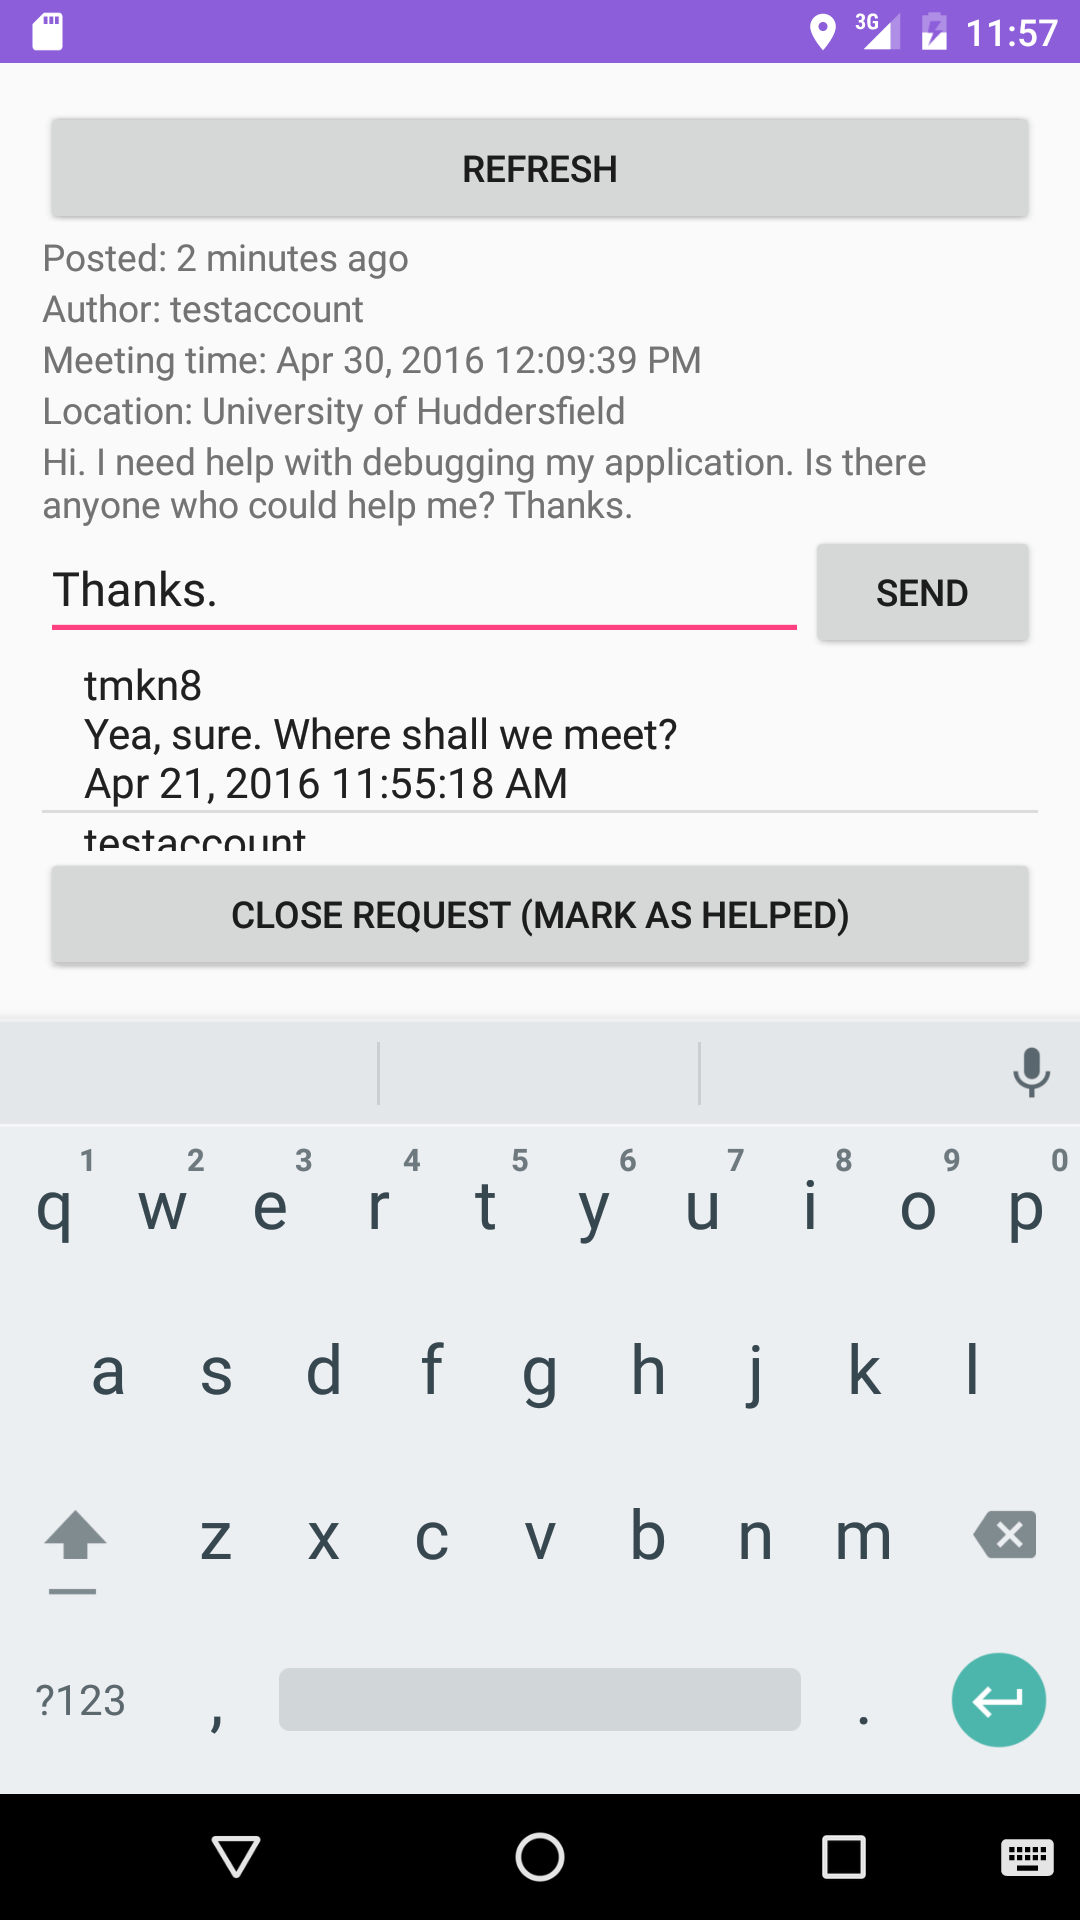 3G 11:57
REFRESH
Posted: 2 minutes ago
Author: testaccount
Meeting time: Apr 30, 2016 12:09:39 PM
Location: University of Huddersfield
Hi. I need help with debugging my application. Is there
anyone who could help me? Thanks.
Thanks.
SEND
tmkn8
Yea, sure. Where shall we meet?
Apr 21, 2016 11:55:18 AM
testaccount
CLOSE REQUEST (MARK AS HELPED)
1 2 3 4 5 6 7 8 9 0
q w e r t y u i o p
a s d f g h j k l
z x c v b n m
?123 , .